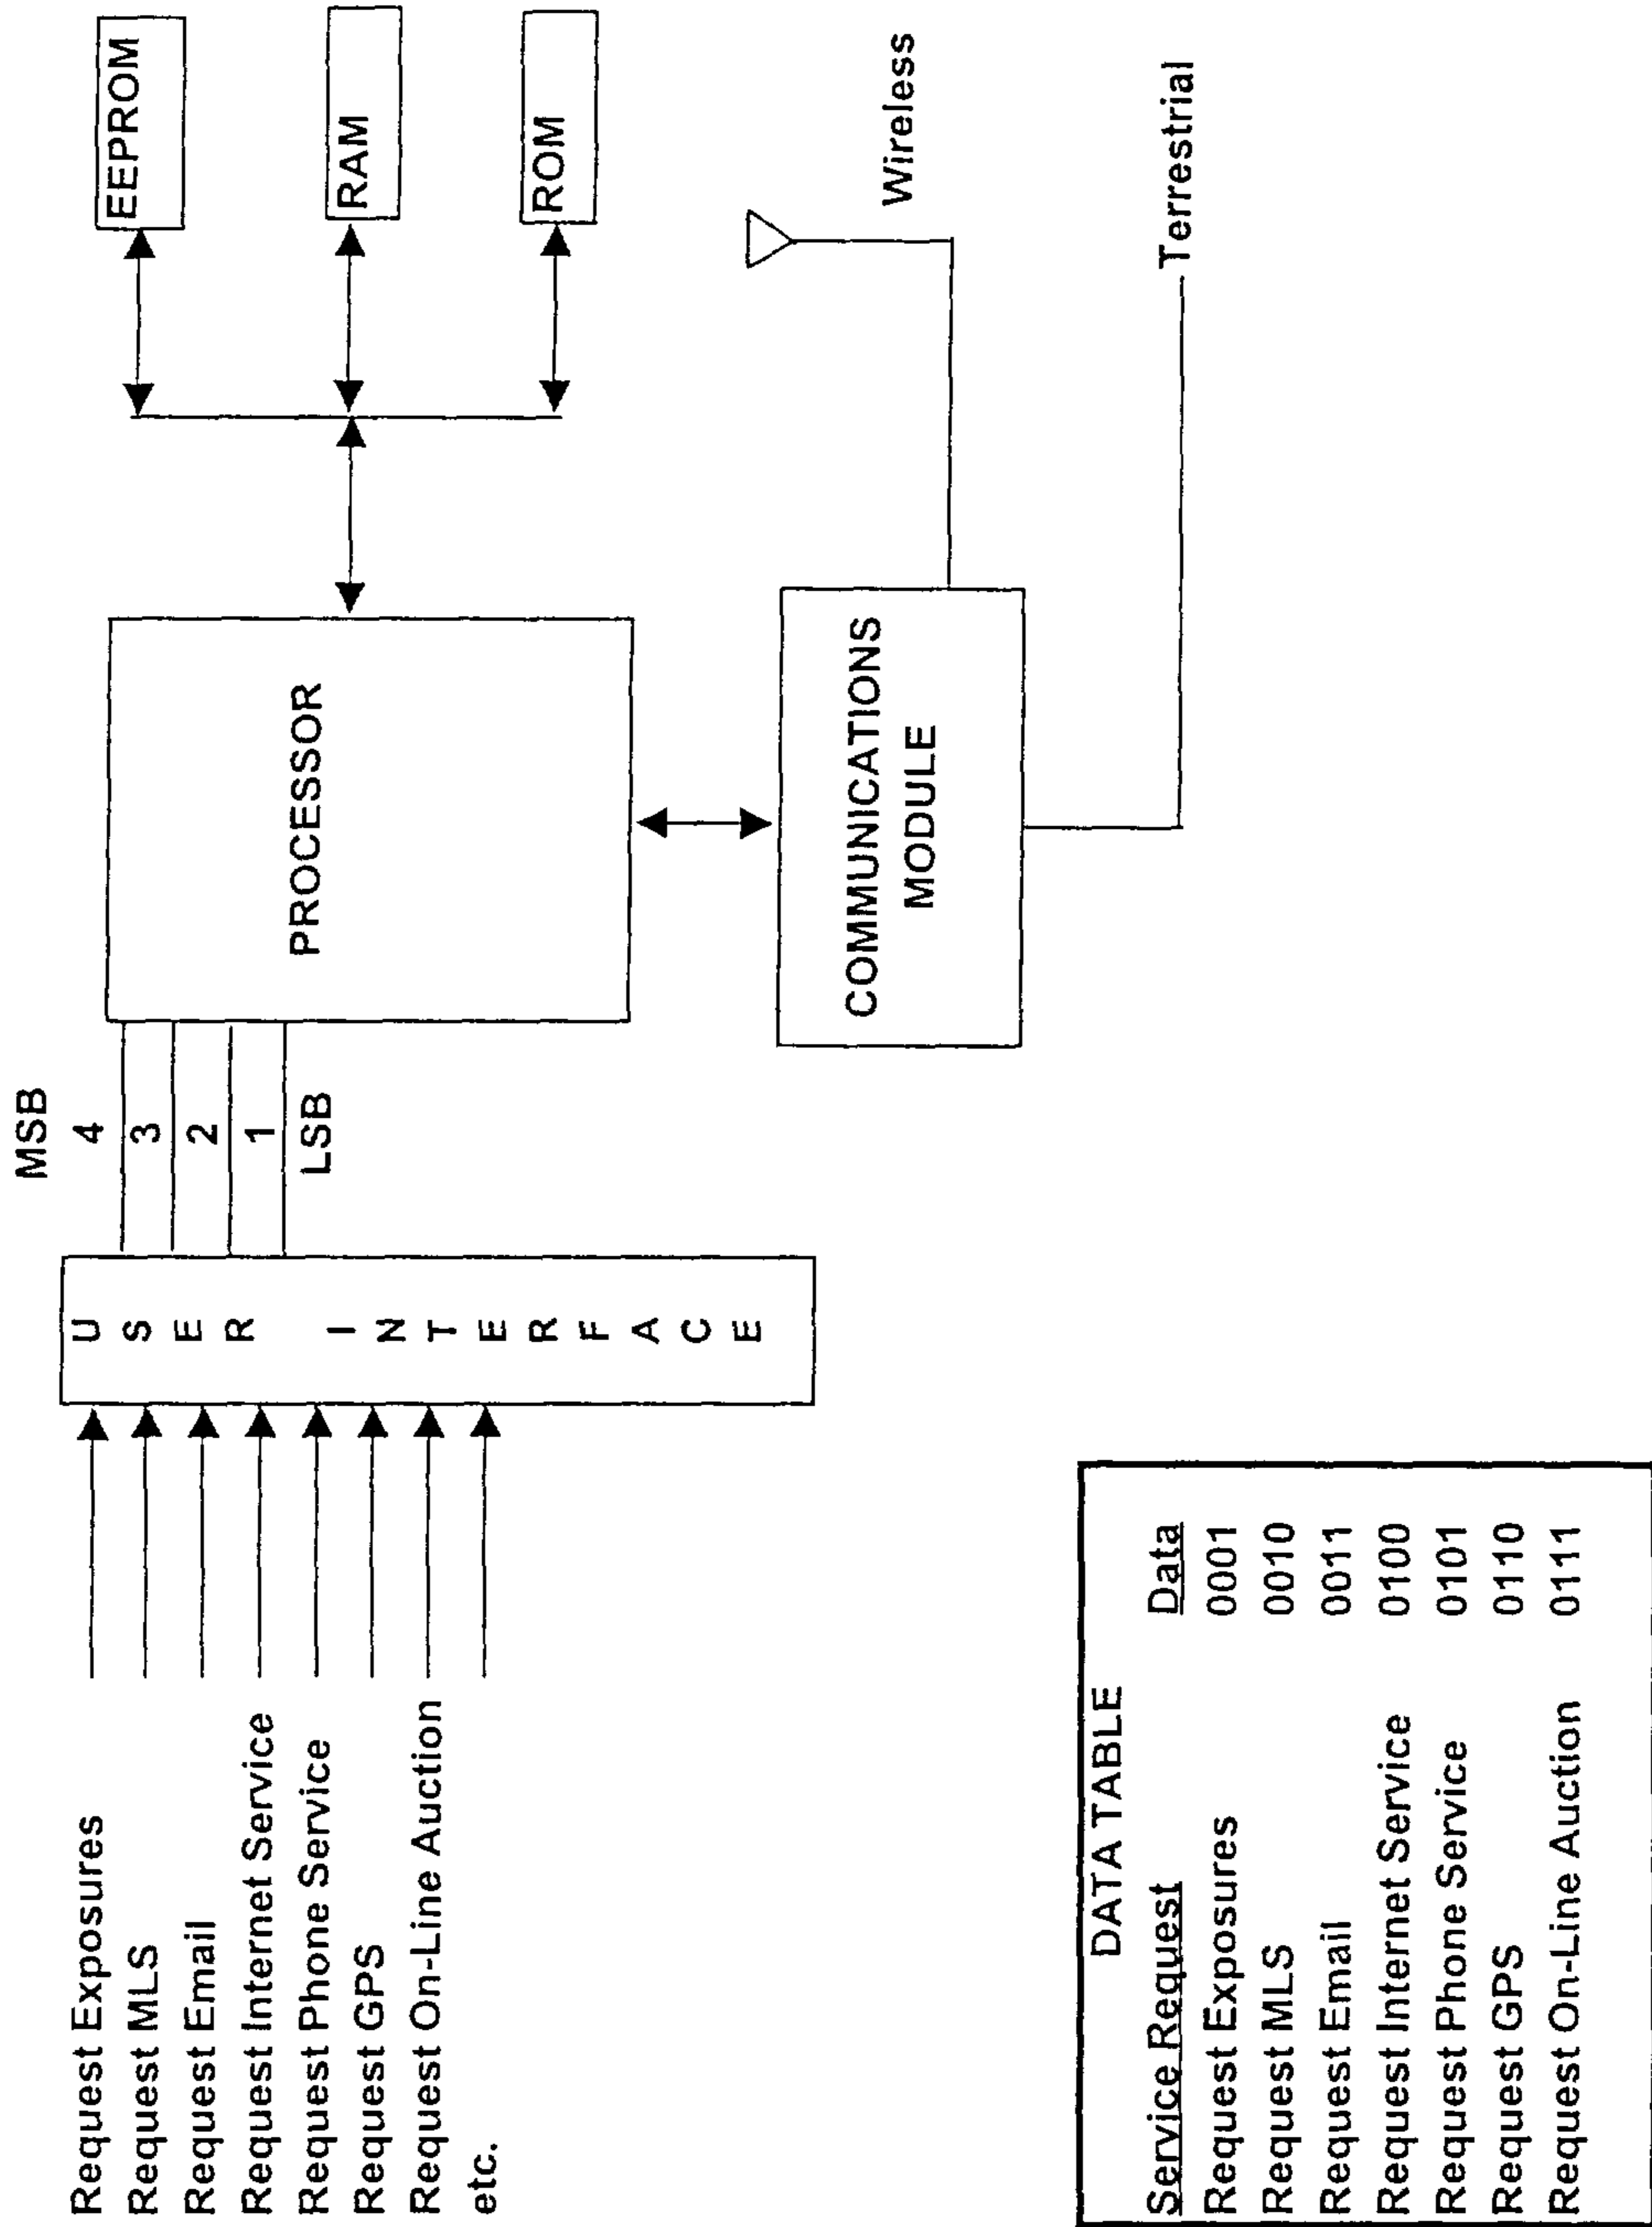 Request Exposures
Request MLS
Request Email
Request Internet Service
Request Phone Service
Request GPS
Request On-Line Auction
etc.
USER INTERFACE
MSB
4
3
2
1
LSB
PROCESSOR
EEPROM
RAM
ROM
COMMUNICATIONS
MODULE
Wireless
Terrestrial
DATA TABLE
Service Request Data
Request Exposures 0001
Request MLS 0010
Request Email 0011
Request Internet Service 0100
Request Phone Service 0101
Request GPS 0110
Request On-Line Auction 0111